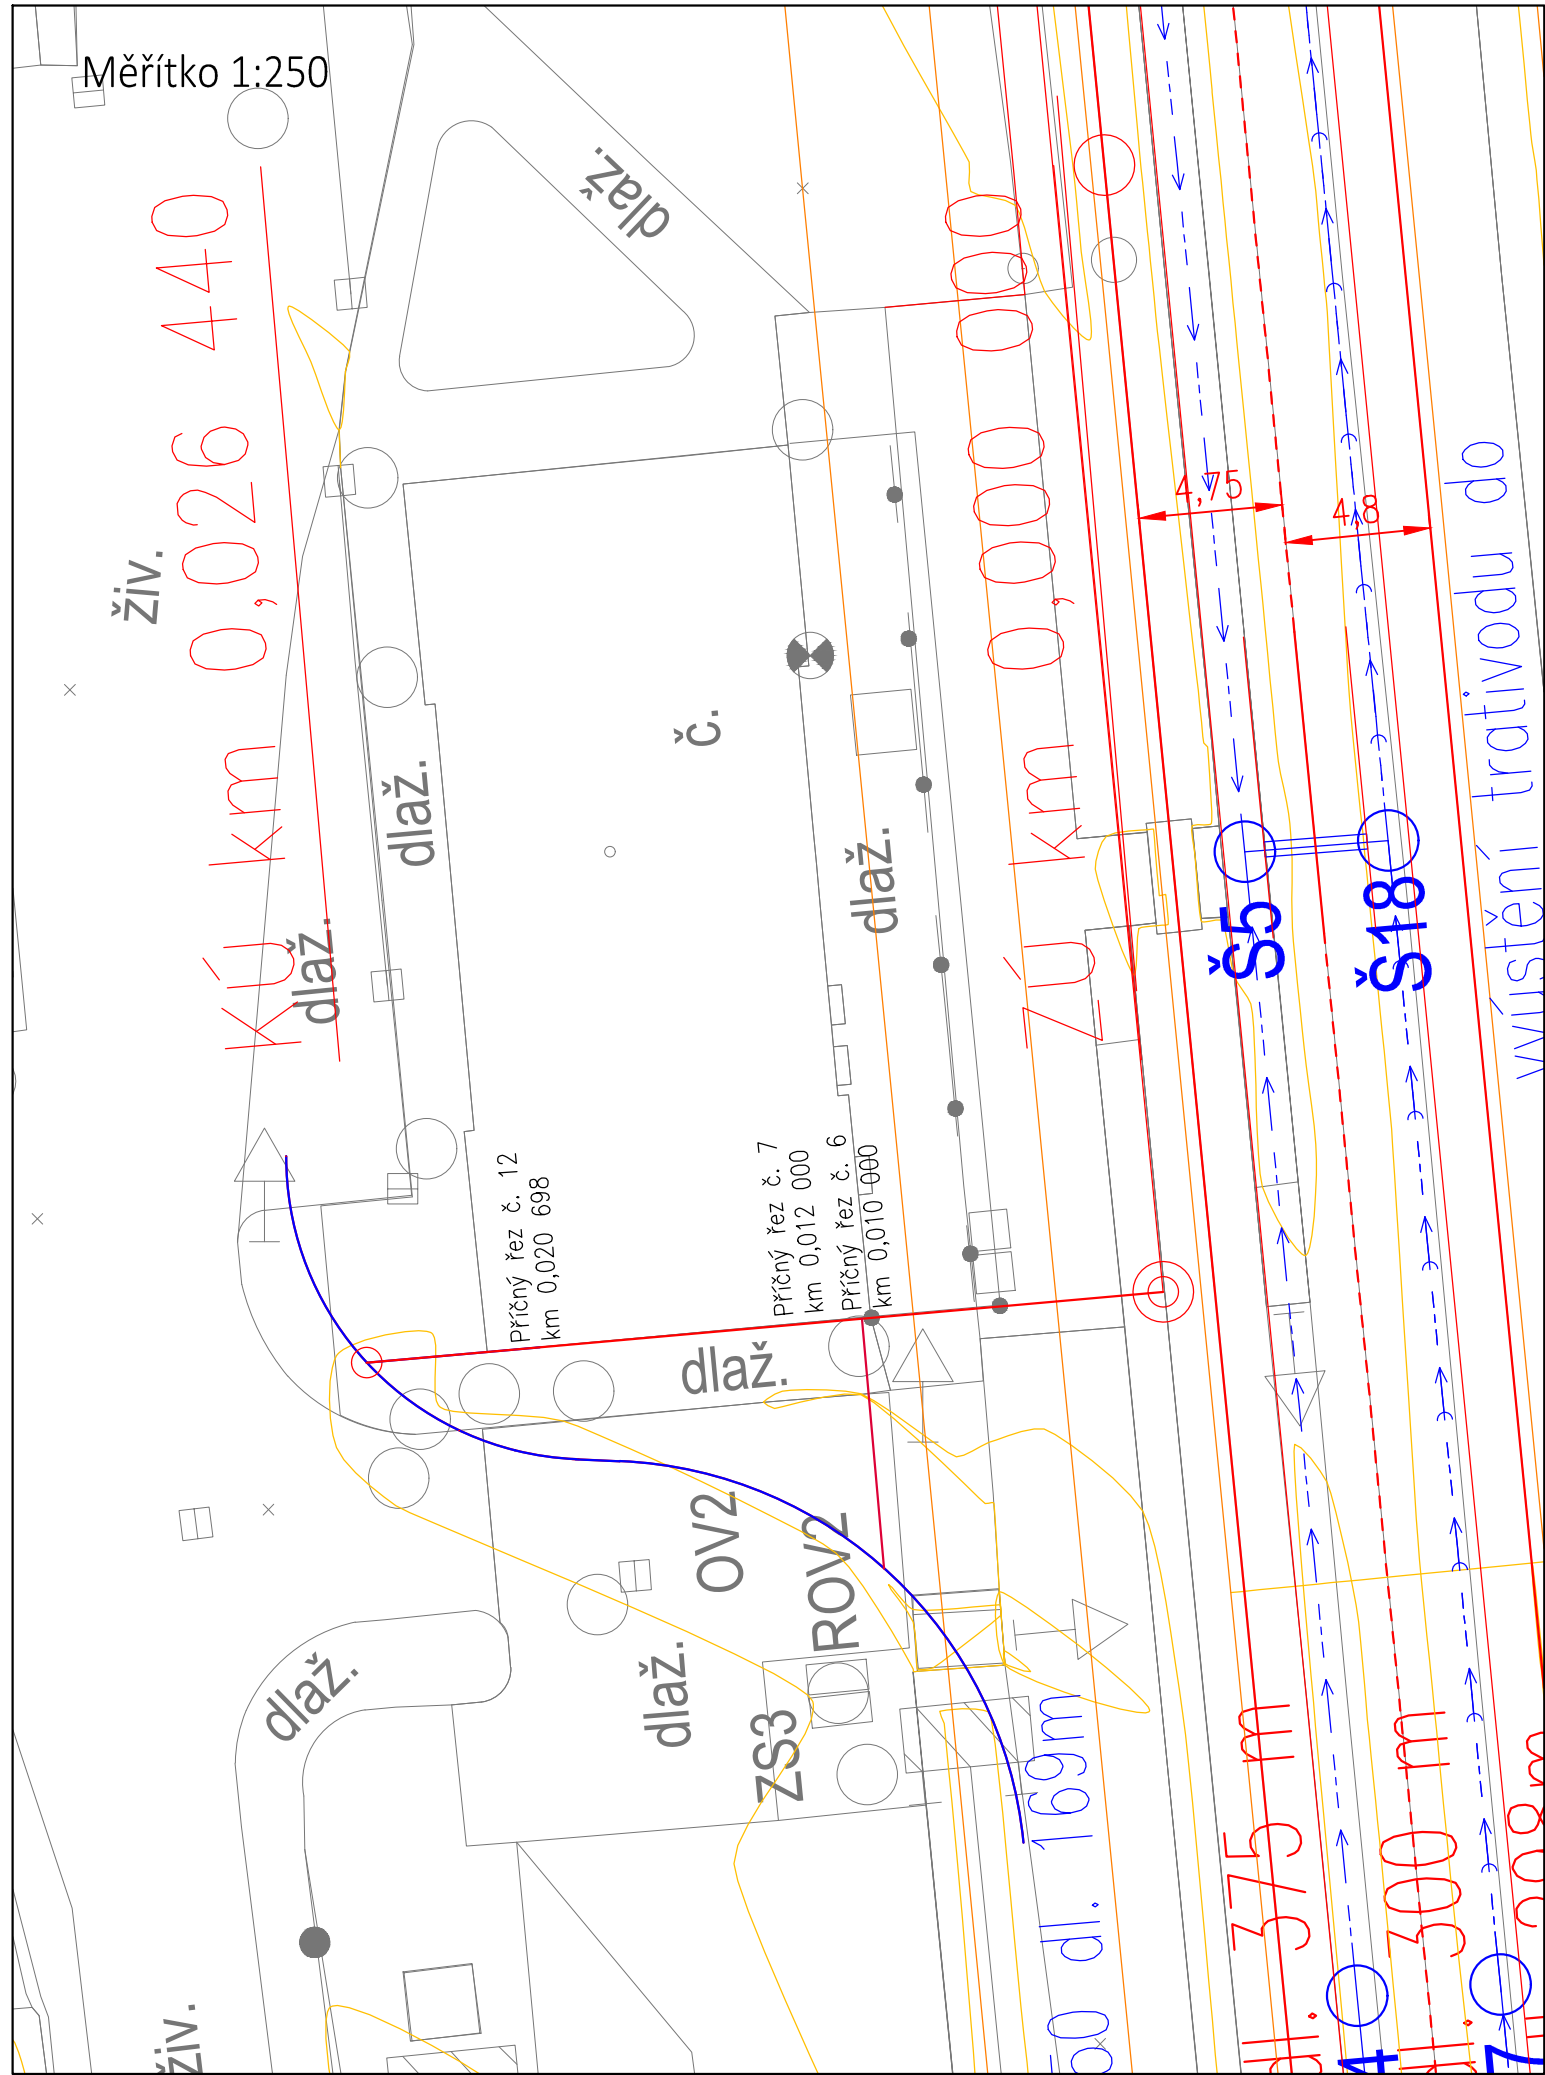 Měřítko 1:250
dlaž.
KÚ km 0,026 440
živ.
ZÚ km 0,000 000
4,75
4,8
č.
dlaž.
dlaž.
dlaž.
Š5
Š18
vyústění trativodu do
Příčný řez č. 12
km 0,020 698
Příčný řez č. 7
km 0,012 000
Příčný řez č. 6
km 0,010 000
dlaž.
OV2
ROV2
dlaž.
dlaž.
ZS3
dl. 169m
375 m
300 m
živ.
4
7